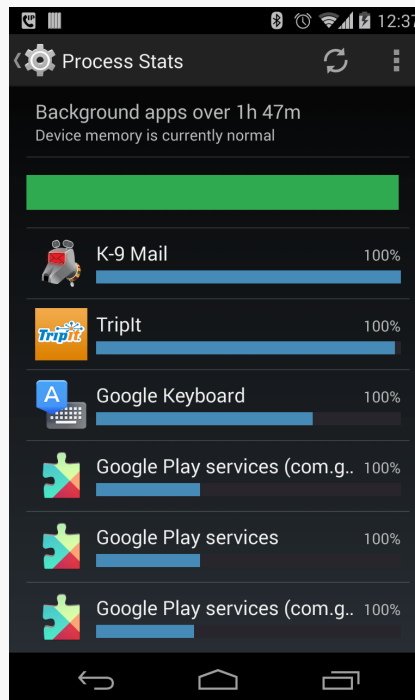 12:37
Process Stats
Background apps over 1h 47m
Device memory is currently normal
K-9 Mail 100%
TripIt 100%
Google Keyboard 100%
Google Play services (com.g.. 100%
Google Play services 100%
Google Play services (com.g.. 100%